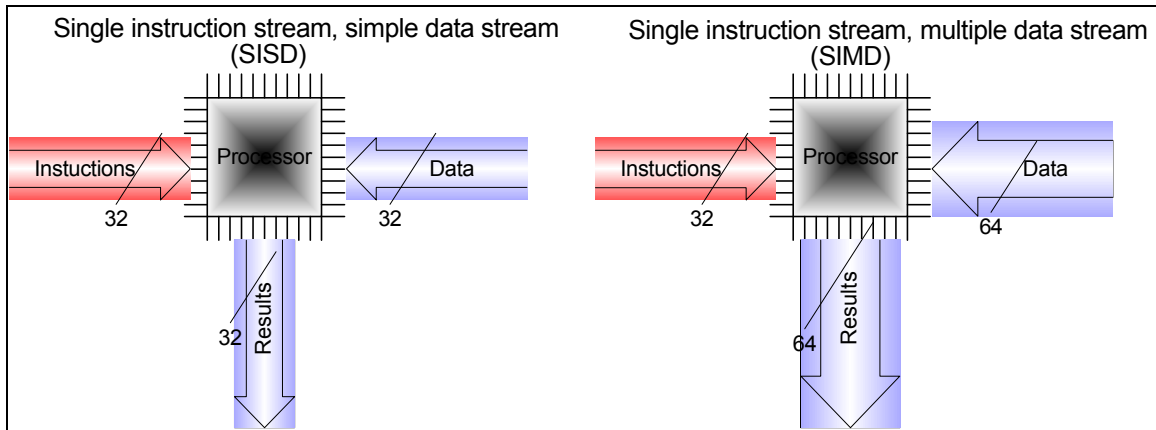 Single instruction stream, simple data stream
(SISD)
Instuctions
Processor
Data
32
32
32
Results
Single instruction stream, multiple data stream
(SIMD)
Instuctions
Processor
Data
32
64
64
Results